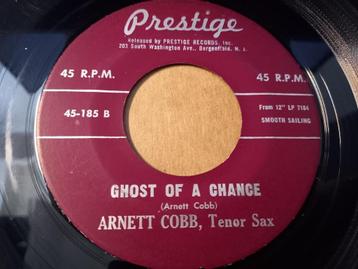 Prestige
Released by PRESTIGE RECORDS, Inc.
203 South Washington Ave. Bergenfield, N. J.
45 R.P.M.
45 R.P.M.
45-185 B
From 12" LP 7184
SMOOTH SAILING
GHOST OF A CHANCE
(Arnett Cobb)
ARNETT COBB, Tenor Sax